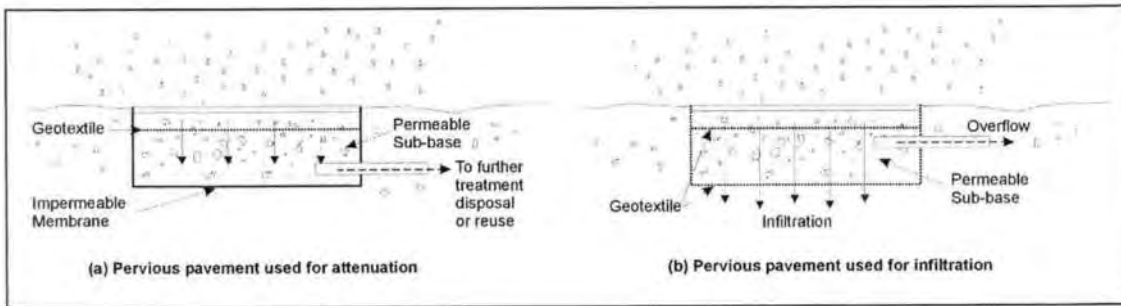 Geotextile
Permeable
Sub-base
To further
treatment
disposal
or reuse
Impermeable
Membrane
(a) Pervious pavement used for attenuation
Overflow
Permeable
Sub-base
Geotextile
Infiltration
(b) Pervious pavement used for infiltration